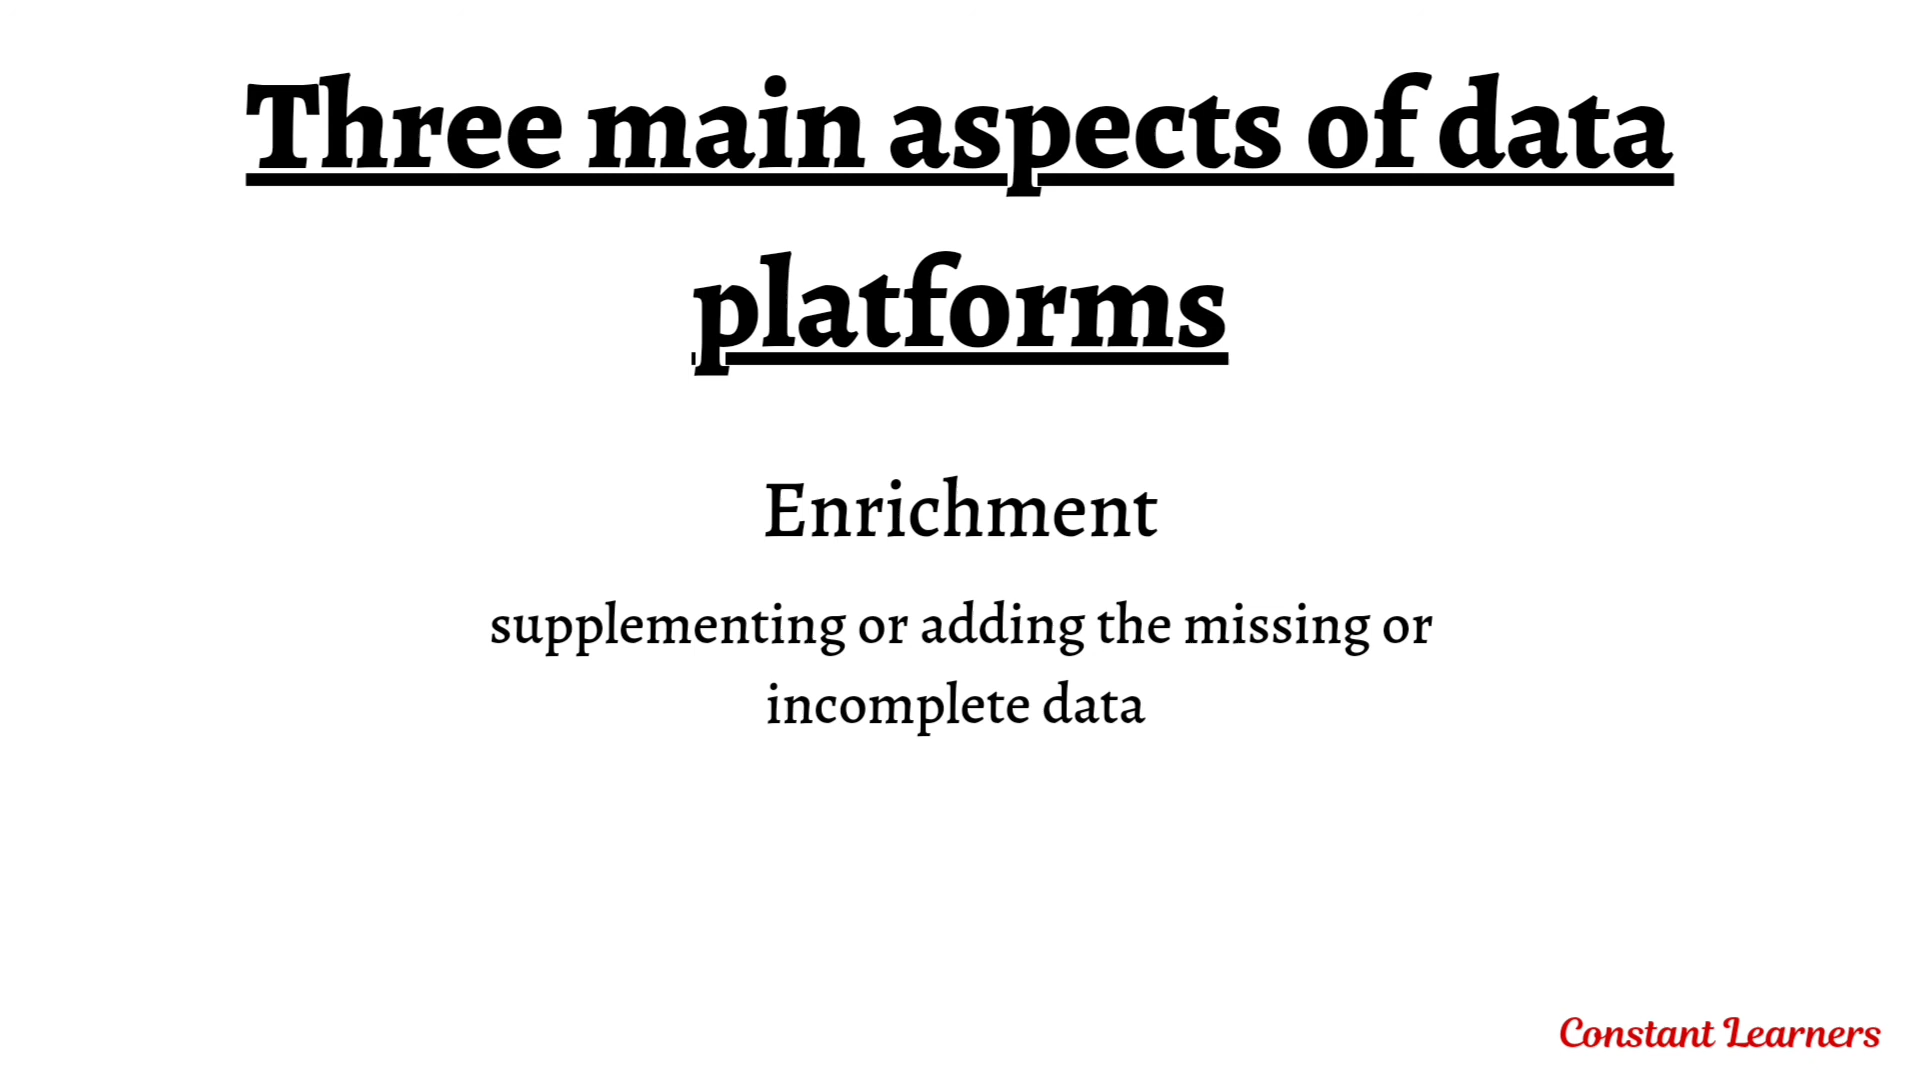 Three main aspects of data
platforms
Enrichment
supplementing or adding the missing or
incomplete data
Constant Learners